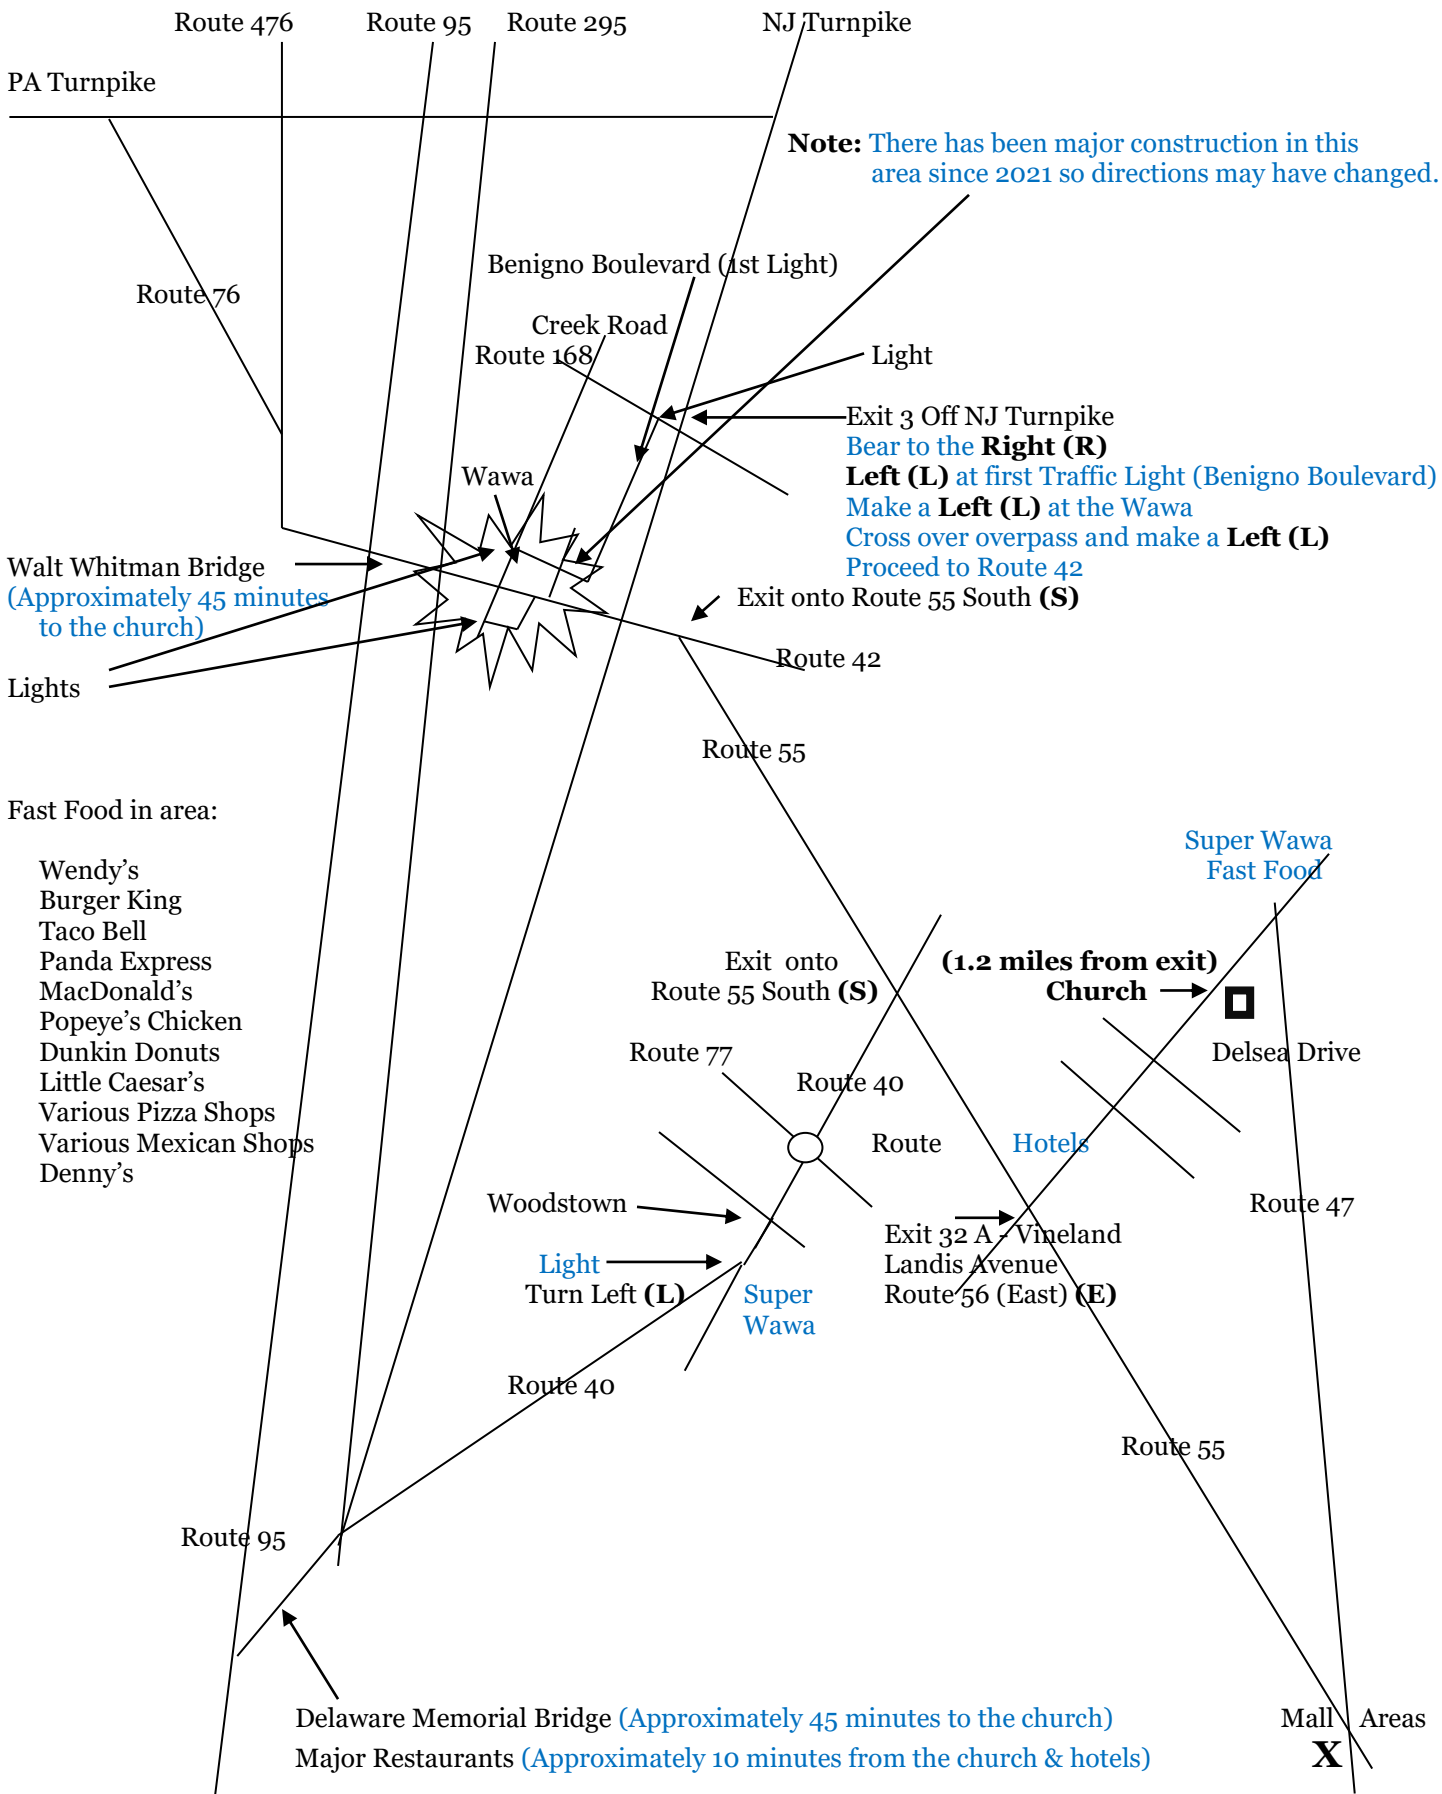 Route 476
Route 95
Route 295
NJ Turnpike
PA Turnpike
Note: There has been major construction in this
area since 2021 so directions may have changed.
Benigno Boulevard (1st Light)
Route 76
Creek Road
Route 168
Light
Exit 3 Off NJ Turnpike
Bear to the Right (R)
Left (L) at first Traffic Light (Benigno Boulevard)
Make a Left (L) at the Wawa
Cross over overpass and make a Left (L)
Proceed to Route 42
Wawa
Walt Whitman Bridge
(Approximately 45 minutes
to the church)
Exit onto Route 55 South (S)
Route 42
Lights
Route 55
Fast Food in area:
Wendy's
Burger King
Taco Bell
Panda Express
MacDonald's
Popeye's Chicken
Dunkin Donuts
Little Caesar's
Various Pizza Shops
Various Mexican Shops
Denny's
Super Wawa
Fast Food
Exit onto
Route 55 South (S)
(1.2 miles from exit)
Church
Route 77
Route 40
Delsea Drive
Route
Hotels
Woodstown
Route 47
Exit 32 A - Vineland
Landis Avenue
Route 56 (East) (E)
Light
Turn Left (L)
Super
Wawa
Route 40
Route 55
Route 95
Delaware Memorial Bridge (Approximately 45 minutes to the church)
Major Restaurants (Approximately 10 minutes from the church & hotels)
Mall Areas
X